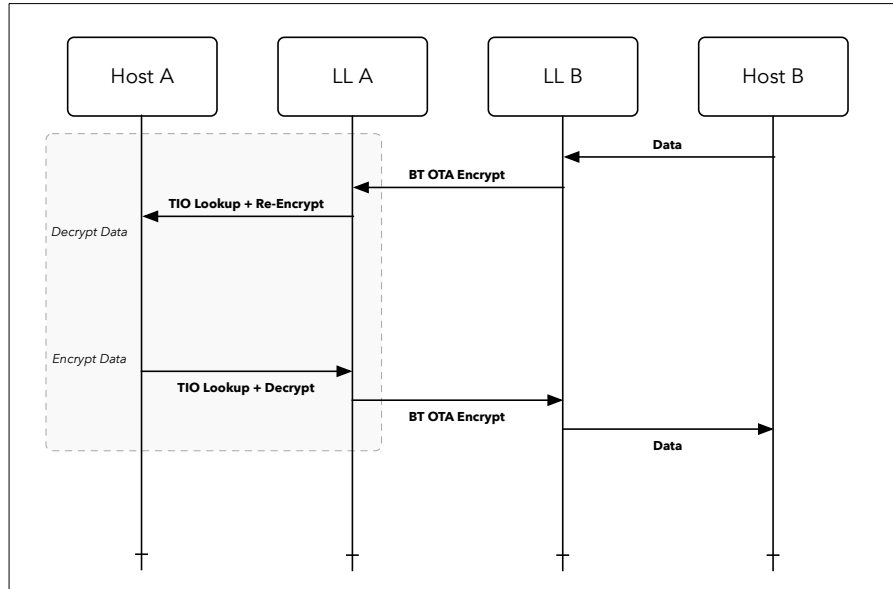 Host A
LL A
LL B
Host B
Data
BT OTA Encrypt
TIO Lookup + Re-Encrypt
Decrypt Data
Encrypt Data
TIO Lookup + Decrypt
BT OTA Encrypt
Data